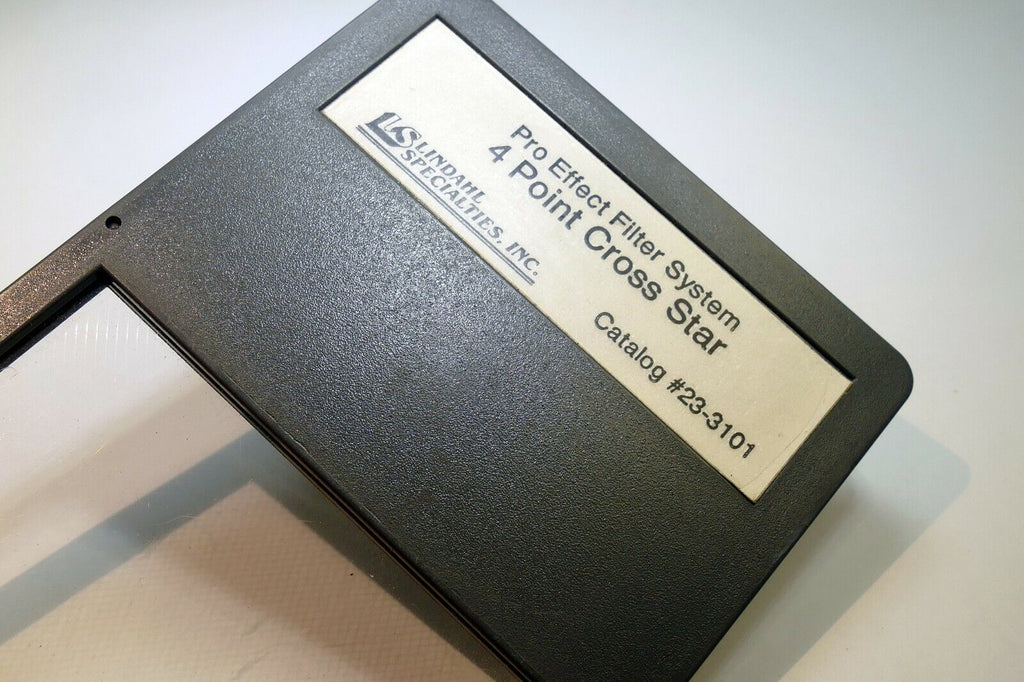 Pro Effect Filter System
4 Point Cross Star
LS LINDAHL
SPECIALTIES, INC.
Catalog #23-3101